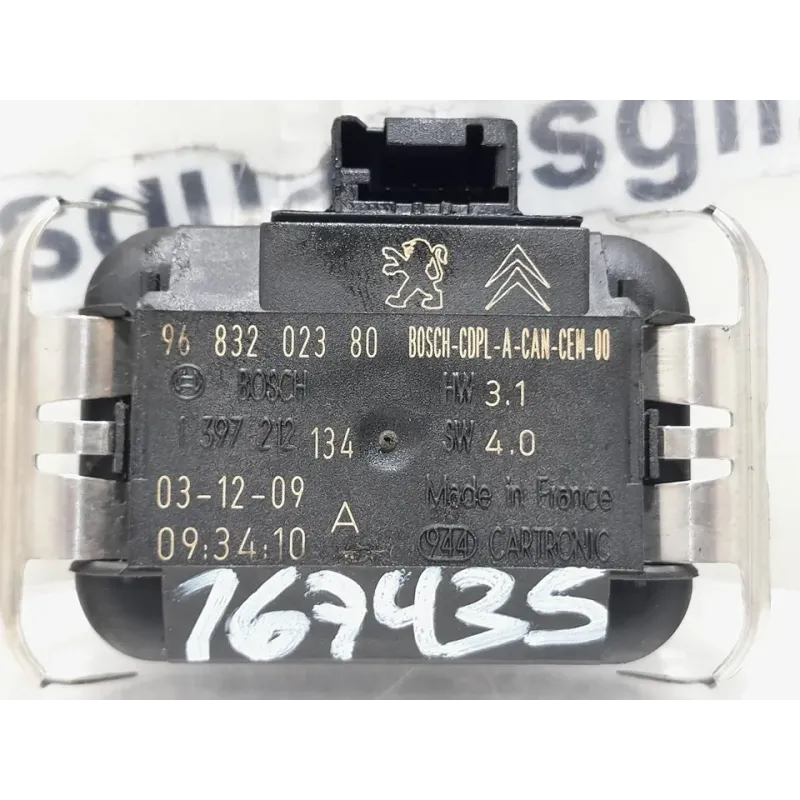 96 832 023 80 BOSCH-CDPL-A-CAN-CEM-00
BOSCH HW 3.1
1 397 212 134 SW 4.0
03-12-09 A Made in France
09:34:10 944 CARTRONIC
167435